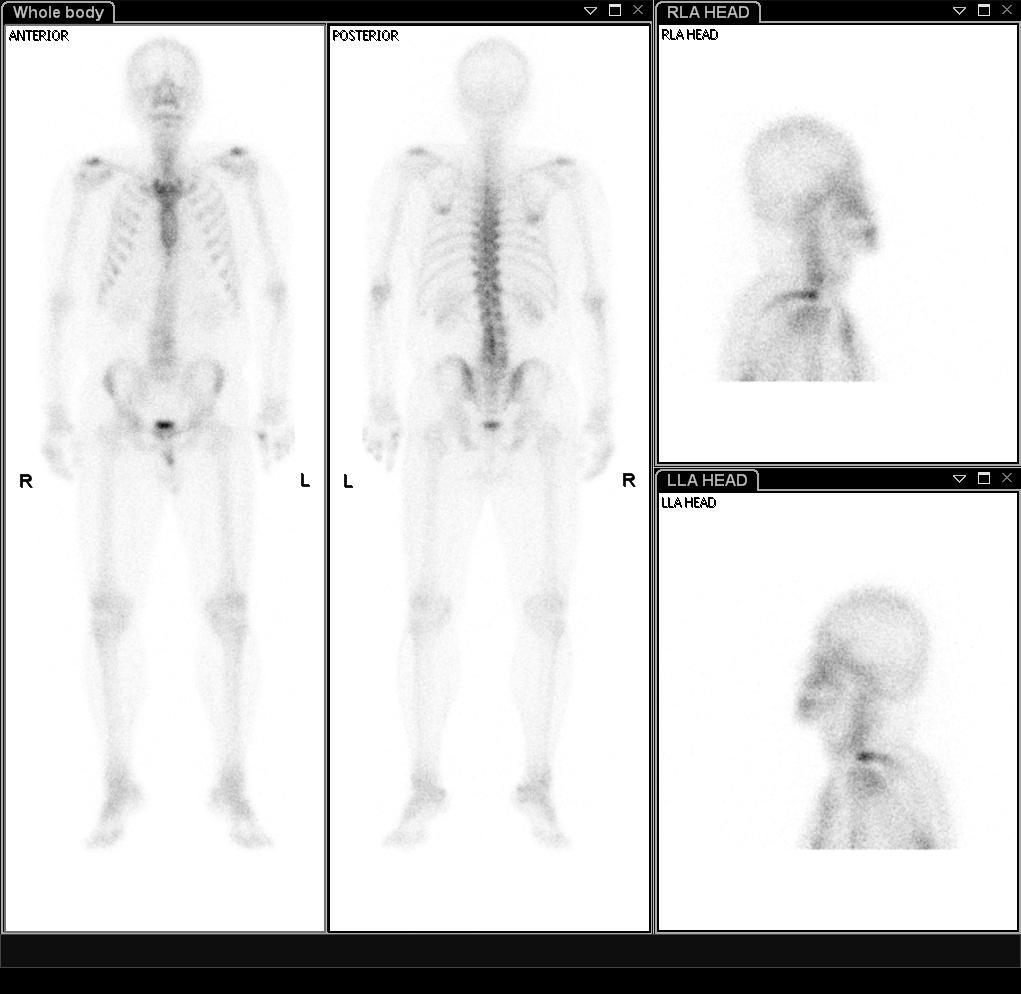 Whole body
ANTERIOR
POSTERIOR
R
L
L
R
RLA HEAD
RLA HEAD
LLA HEAD
LLA HEAD